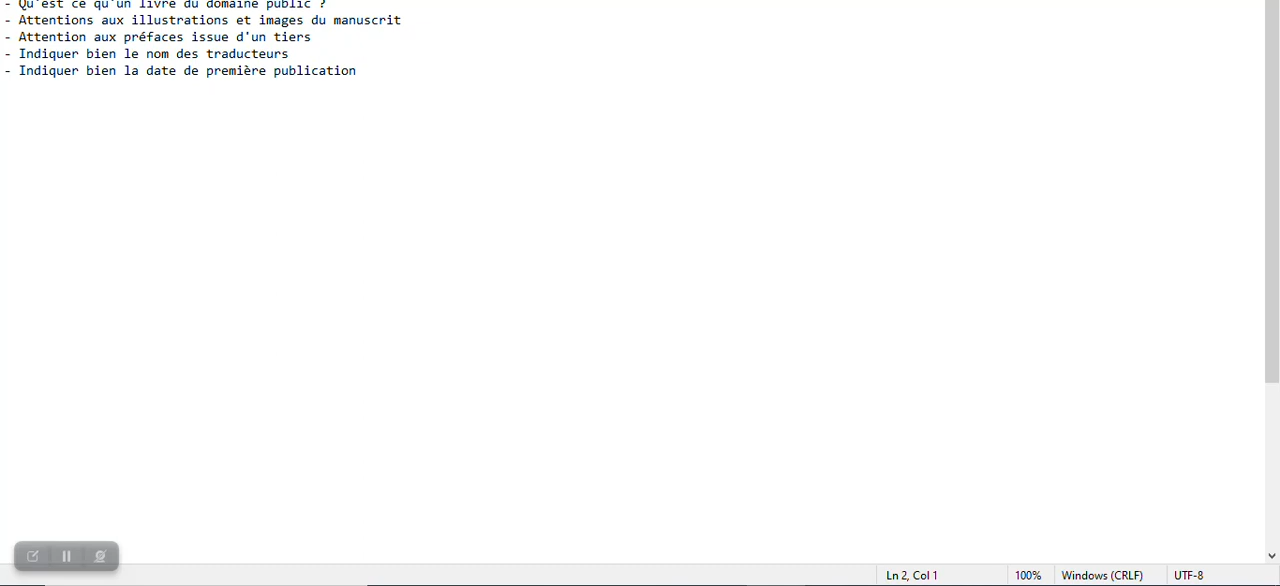 - Qu'est ce qu'un livre du domaine public ?
- Attentions aux illustrations et images du manuscrit
- Attention aux préfaces issue d'un tiers
- Indiquer bien le nom des traducteurs
- Indiquer bien la date de première publication
Ln 2, Col 1 100% Windows (CRLF) UTF-8